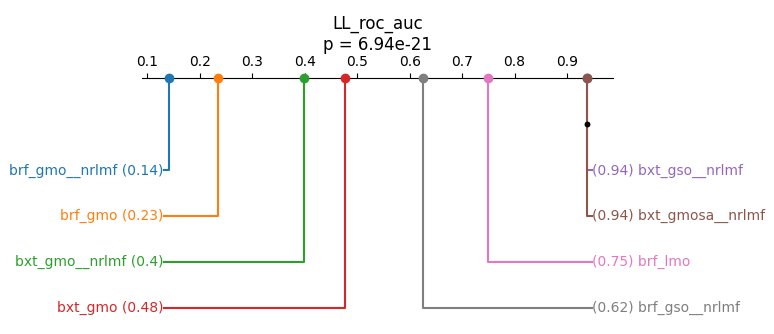 LL_roc_auc
p = 6.94e-21
0.1 0.2 0.3 0.4 0.5 0.6 0.7 0.8 0.9
brf_gmo__nrlmf (0.14)
(0.94) bxt_gso__nrlmf
brf_gmo (0.23)
(0.94) bxt_gmosa__nrlmf
bxt_gmo__nrlmf (0.4)
(0.75) brf_lmo
bxt_gmo (0.48)
(0.62) brf_gso__nrlmf